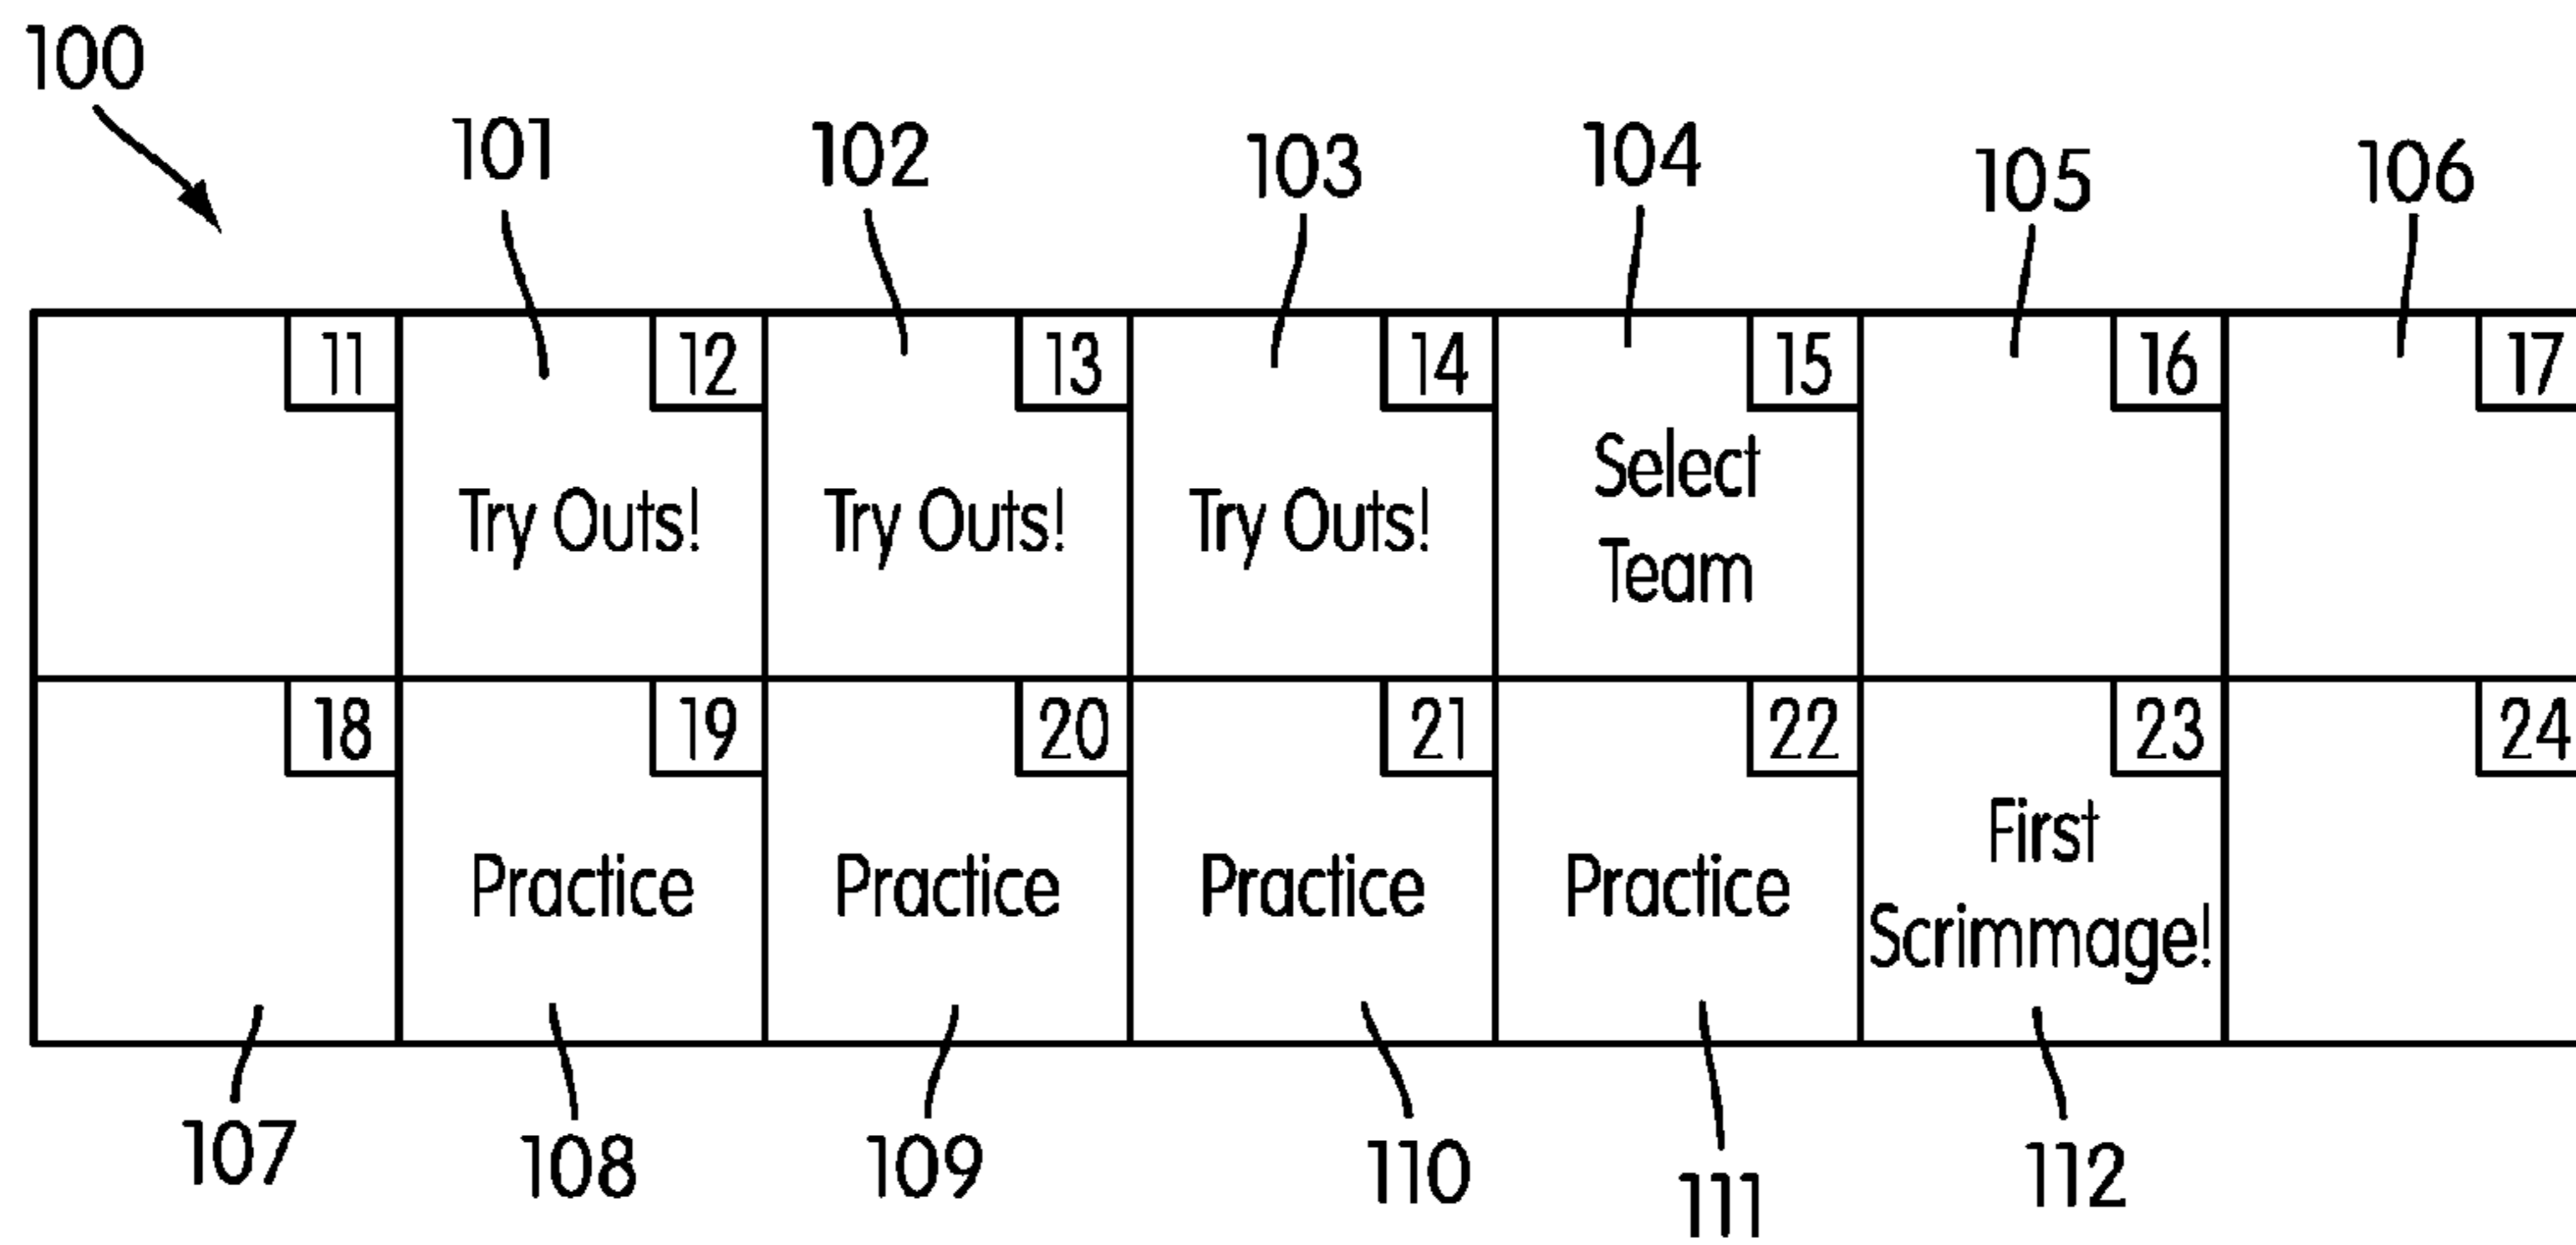 100
101 102 103 104 105 106
11 12 13 14 15 16 17
Try Outs! Try Outs! Try Outs! Select
Team
18 19 20 21 22 23 24
Practice Practice Practice Practice First
Scrimmage!
107 108 109 110 111 112